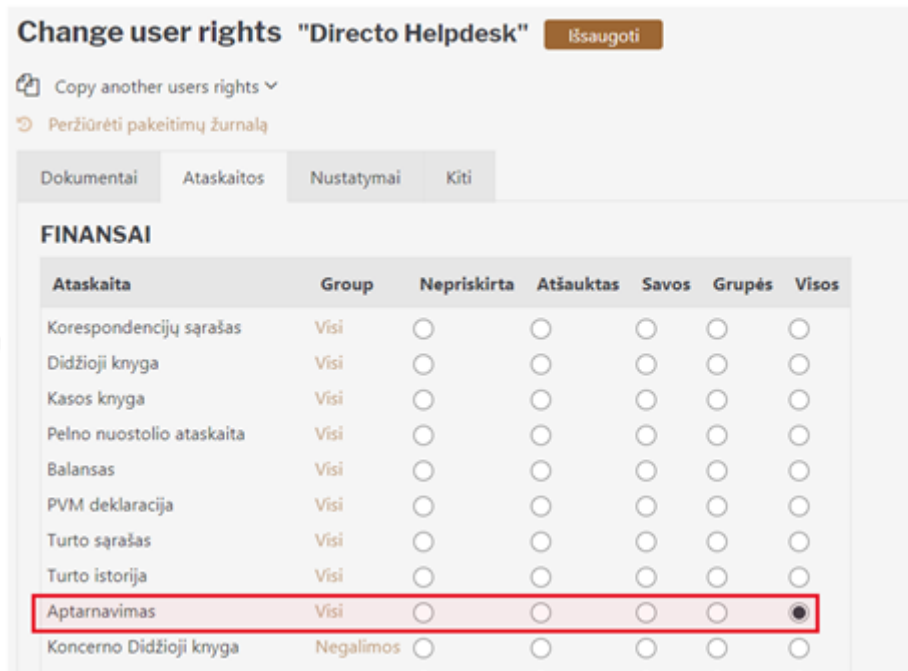 Change user rights "Directo Helpdesk" Išsaugoti
Copy another users rights
Peržiūrėti pakeitimų žurnalą
Dokumentai Ataskaitos Nustatymai Kiti
FINANSAI
Ataskaita Group Nepriskirta Atšauktas Savos Grupės Visos
Korespondencijų sąrašas Visi
Didžioji knyga Visi
Kasos knyga Visi
Pelno nuostolio ataskaita Visi
Balansas Visi
PVM deklaracija Visi
Turto sąrašas Visi
Turto istorija Visi
Aptarnavimas Visi
Koncerno Didžioji knyga Negalimos